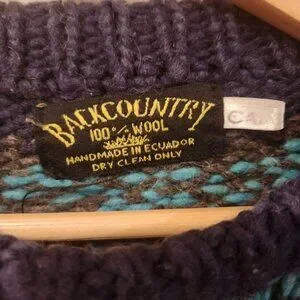 BACKCOUNTRY
100% WOOL
HANDMADE IN ECUADOR
DRY CLEAN ONLY